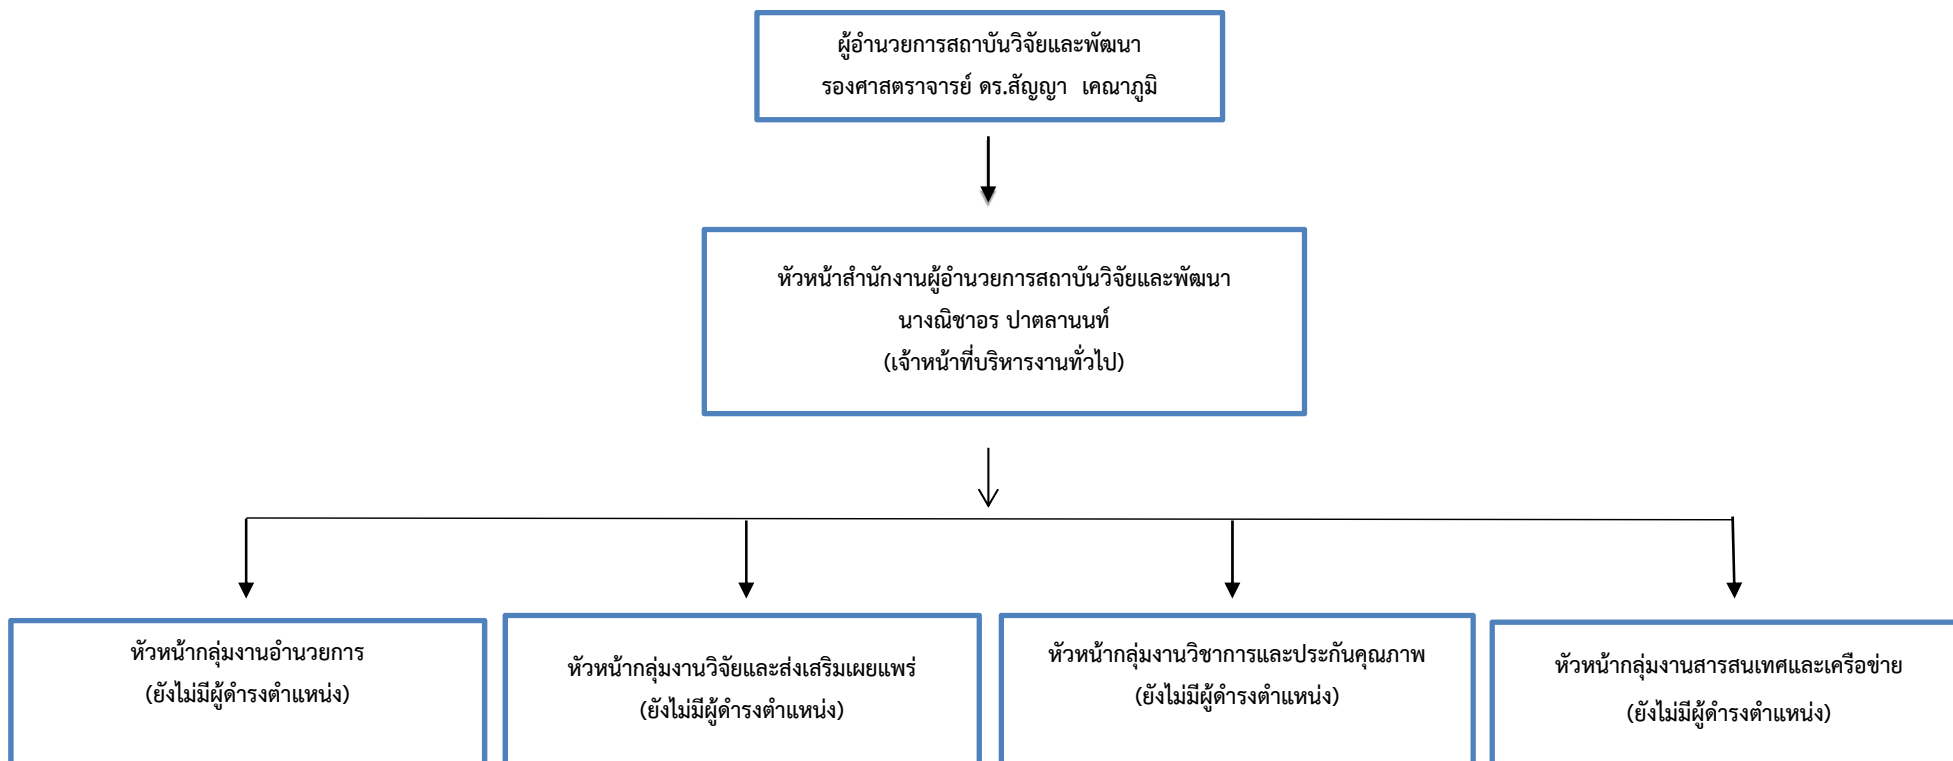 ผู้อำนวยการสถาบันวิจัยและพัฒนา
รองศาสตราจารย์ ดร.สัญญา เคณาภูมิ
หัวหน้าสำนักงานผู้อำนวยการสถาบันวิจัยและพัฒนา
นางณิชาอร ปาตลานนท์
(เจ้าหน้าที่บริหารงานทั่วไป)
หัวหน้ากลุ่มงานอำนวยการ
(ยังไม่มีผู้ดำรงตำแหน่ง)
หัวหน้ากลุ่มงานวิจัยและส่งเสริมเผยแพร่
(ยังไม่มีผู้ดำรงตำแหน่ง)
หัวหน้ากลุ่มงานวิชาการและประกันคุณภาพ
(ยังไม่มีผู้ดำรงตำแหน่ง)
หัวหน้ากลุ่มงานสารสนเทศและเครือข่าย
(ยังไม่มีผู้ดำรงตำแหน่ง)